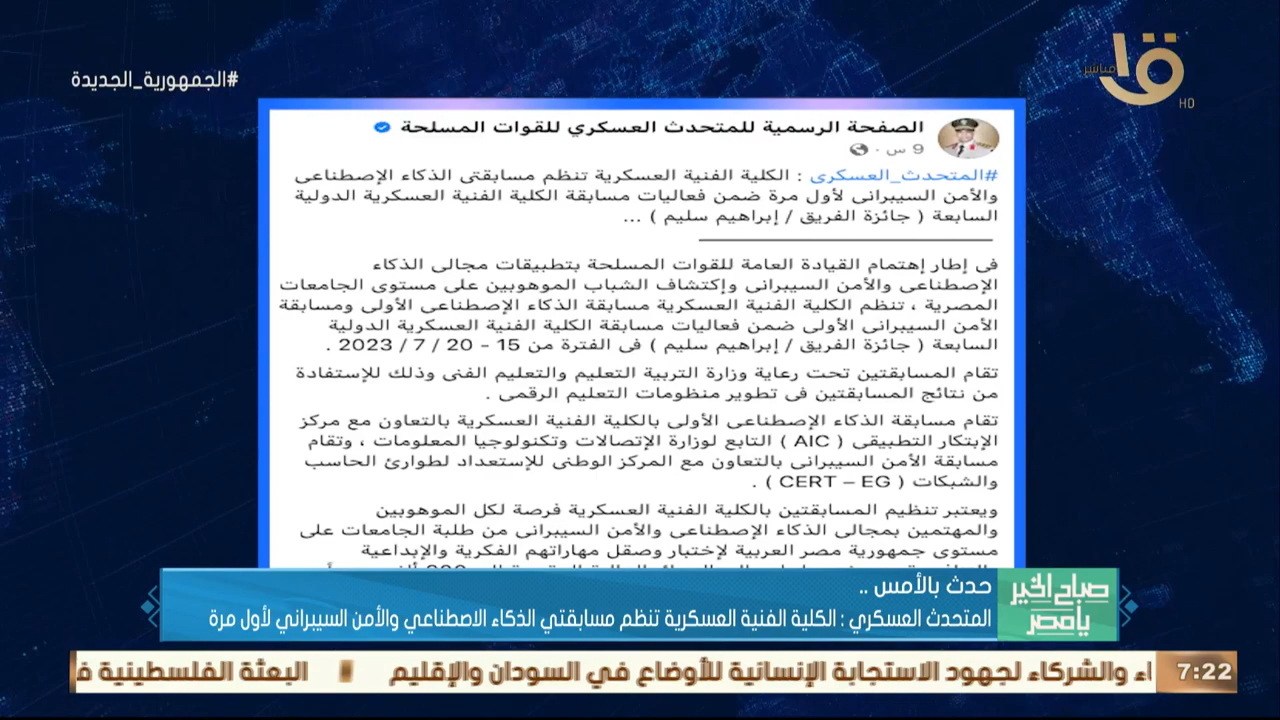 #الجمهورية_الجديدة
مباشر
HD
الصفحة الرسمية للمتحدث العسكري للقوات المسلحة
9 س ·
#المتحدث_العسكرى : الكلية الفنية العسكرية تنظم مسابقتى الذكاء الإصطناعى
والأمن السيبرانى لأول مرة ضمن فعاليات مسابقة الكلية الفنية العسكرية الدولية
السابعة ( جائزة الفريق / إبراهيم سليم ) ...
فى إطار إهتمام القيادة العامة للقوات المسلحة بتطبيقات مجالى الذكاء
الإصطناعى والأمن السيبرانى وإكتشاف الشباب الموهوبين على مستوى الجامعات
المصرية ، تنظم الكلية الفنية العسكرية مسابقة الذكاء الإصطناعى الأولى ومسابقة
الأمن السيبرانى الأولى ضمن فعاليات مسابقة الكلية الفنية العسكرية الدولية
السابعة ( جائزة الفريق / إبراهيم سليم ) فى الفترة من 15 - 20 / 7 / 2023 .
تقام المسابقتين تحت رعاية وزارة التربية التعليم والتعليم الفنى وذلك للإستفادة
من نتائج المسابقتين فى تطوير منظومات التعليم الرقمى .
تقام مسابقة الذكاء الإصطناعى الأولى بالكلية الفنية العسكرية بالتعاون مع مركز
الإبتكار التطبيقى ( AIC ) التابع لوزارة الإتصالات وتكنولوجيا المعلومات ، وتقام
مسابقة الأمن السيبرانى بالتعاون مع المركز الوطنى للإستعداد لطوارئ الحاسب
والشبكات ( CERT – EG ) .
ويعتبر تنظيم المسابقتين بالكلية الفنية العسكرية فرصة لكل الموهوبين
والمهتمين بمجالى الذكاء الإصطناعى والأمن السيبرانى من طلبة الجامعات على
مستوى جمهورية مصر العربية لإختبار وصقل مهاراتهم الفكرية والإبداعية
صباح الخير
يا مصر
حدث بالأمس ..
المتحدث العسكري : الكلية الفنية العسكرية تنظم مسابقتي الذكاء الاصطناعي والأمن السيبراني لأول مرة
7:22
اء والشركاء لجهود الاستجابة الإنسانية للأوضاع في السودان والإقليم
البعثة الفلسطينية ف